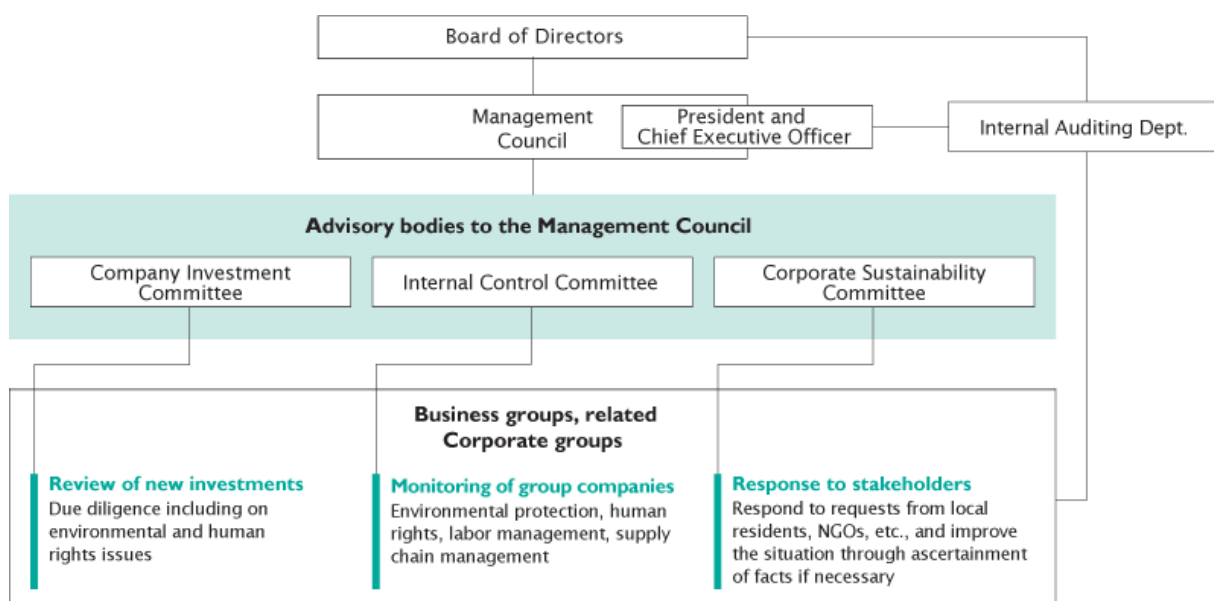 Board of Directors
Management
Council
President and
Chief Executive Officer
Internal Auditing Dept.
Advisory bodies to the Management Council
Company Investment
Committee
Internal Control Committee
Corporate Sustainability
Committee
Business groups, related
Corporate groups
Review of new investments
Due diligence including on
environmental and human
rights issues
Monitoring of group companies
Environmental protection, human
rights, labor management, supply
chain management
Response to stakeholders
Respond to requests from local
residents, NGOs, etc., and improve
the situation through ascertainment
of facts if necessary